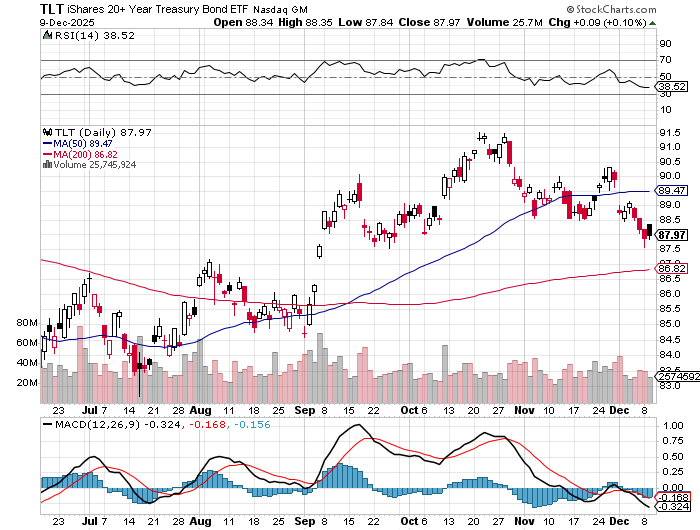 TLT iShares 20+ Year Treasury Bond ETF Nasdaq GM
© StockCharts.com
9-Dec-2025
Open 88.34 High 88.35 Low 87.84 Close 87.97 Volume 25.7M Chg +0.09 (+0.10%)
RSI(14) 38.52
90
70
50
38.52
30
10
TLT (Daily) 87.97
MA(50) 89.47
MA(200) 86.82
Volume 25,745,924
91.5
91.0
90.5
90.0
89.47
89.0
88.5
87.97
87.5
86.82
86.5
86.0
85.5
85.0
84.5
84.0
83.5
25745924
83.0
80M
60M
40M
20M
23 Jul 7 14 21 28 Aug 11 18 25 Sep 8 15 22 Oct 6 13 20 27 Nov 10 17 24 Dec 8
MACD(12,26,9) -0.324, -0.168, -0.156
1.00
0.75
0.50
0.25
0.00
-0.168
-0.324
23 Jul 7 14 21 28 Aug 11 18 25 Sep 8 15 22 Oct 6 13 20 27 Nov 10 17 24 Dec 8